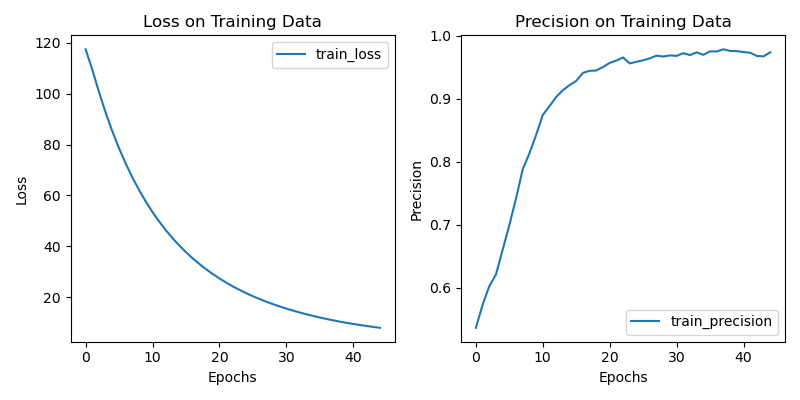 Loss on Training Data
120
100
80
60
40
20
Loss
train_loss
0
10
20
30
40
Epochs
Precision on Training Data
1.0
0.9
0.8
0.7
0.6
Precision
train_precision
0
10
20
30
40
Epochs